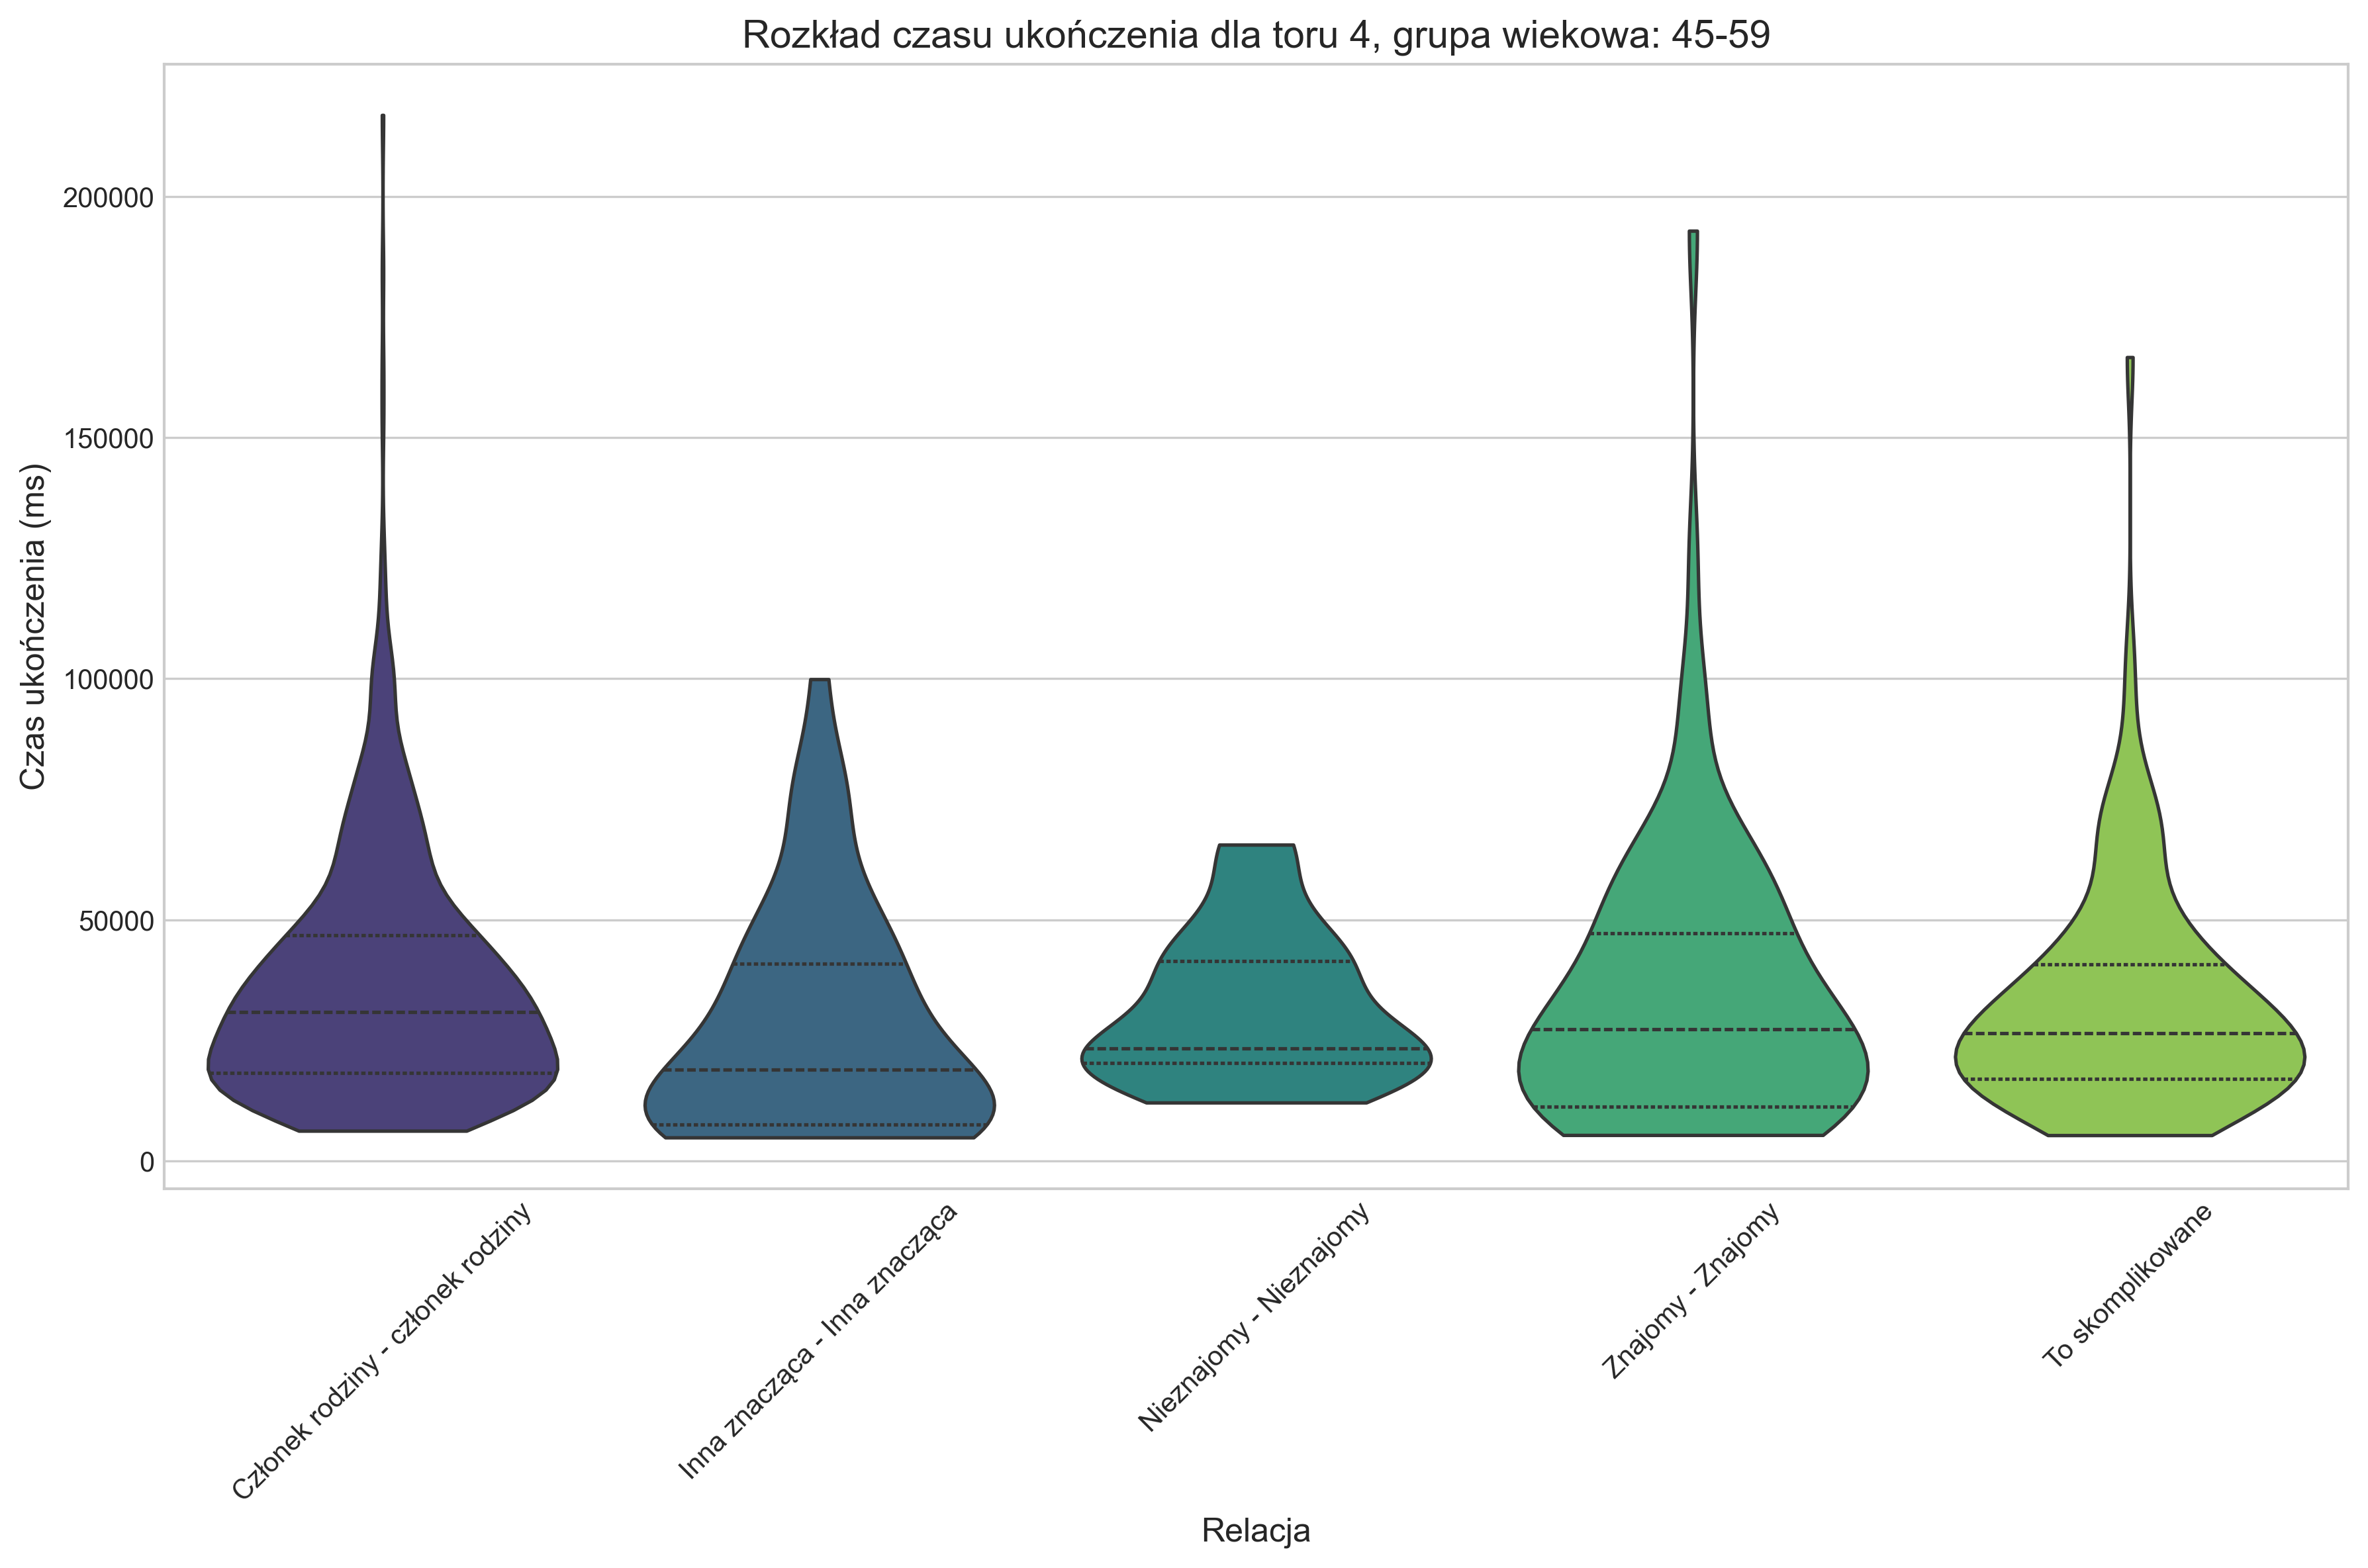 Rozkład czasu ukończenia dla toru 4, grupa wiekowa: 45-59
Czas ukończenia (ms)
200000
150000
100000
50000
0
Członek rodziny - członek rodziny
Inna znacząca - Inna znacząca
Nieznajomy - Nieznajomy
Znajomy - Znajomy
To skomplikowane
Relacja